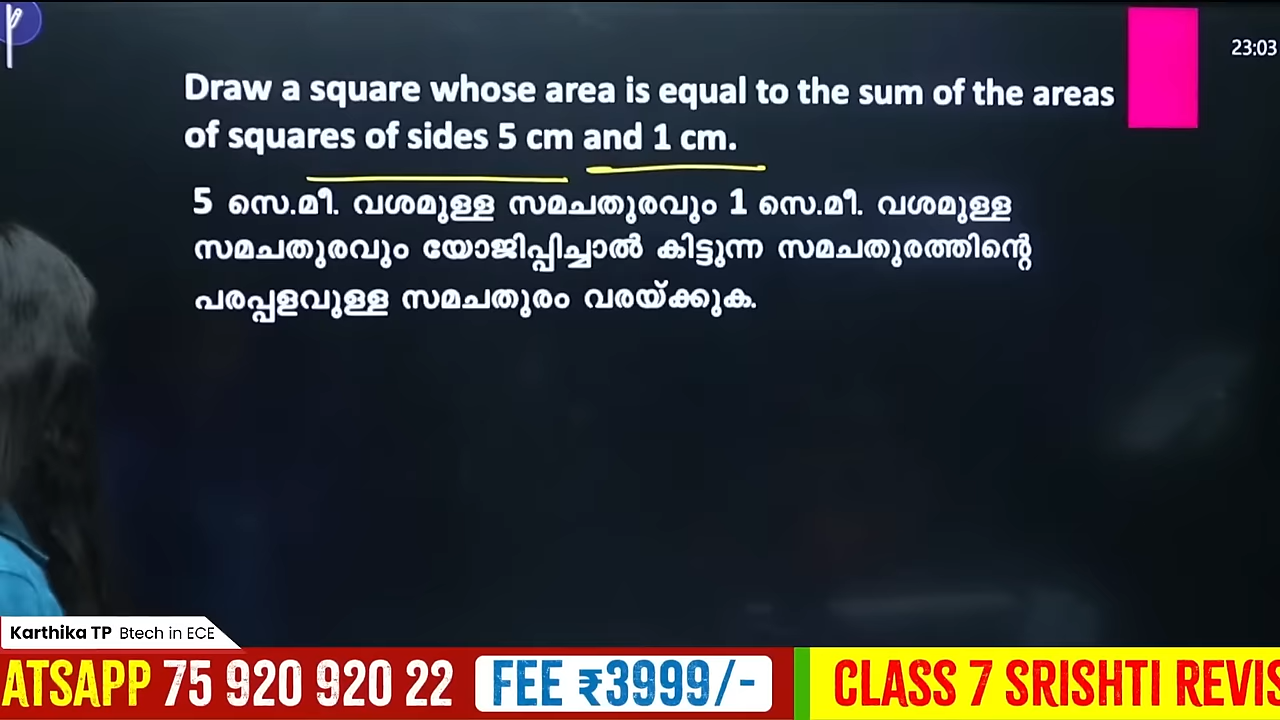 23:03
Draw a square whose area is equal to the sum of the areas
of squares of sides 5 cm and 1 cm.
5 സെ.മീ. വശമുള്ള സമചതുരവും 1 സെ.മീ. വശമുള്ള
സമചതുരവും യോജിപ്പിച്ചാൽ കിട്ടുന്ന സമചതുരത്തിന്റെ
പരപ്പളവുള്ള സമചതുരം വരയ്ക്കുക.
Karthika TP Btech in ECE
ATSAPP 75 920 920 22 FEE ₹3999/- CLASS 7 SRISHTI REVIS